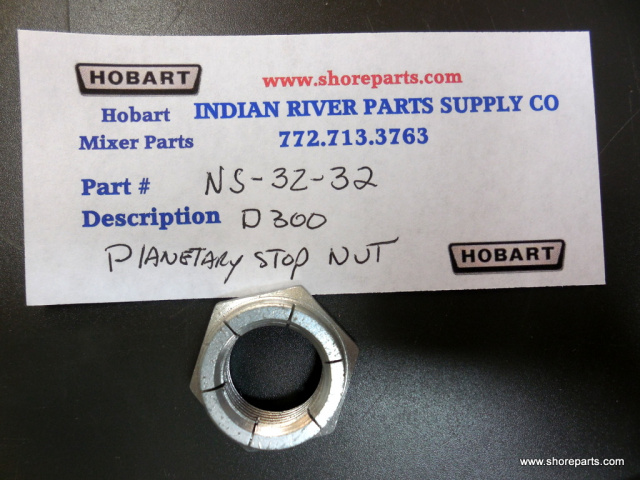 HOBART
www.shoreparts.com
Hobart INDIAN RIVER PARTS SUPPLY CO
Mixer Parts 772.713.3763
Part # NS-32-32
Description D300
PlANETARY STOP NUT
HOBART
www.shoreparts.com